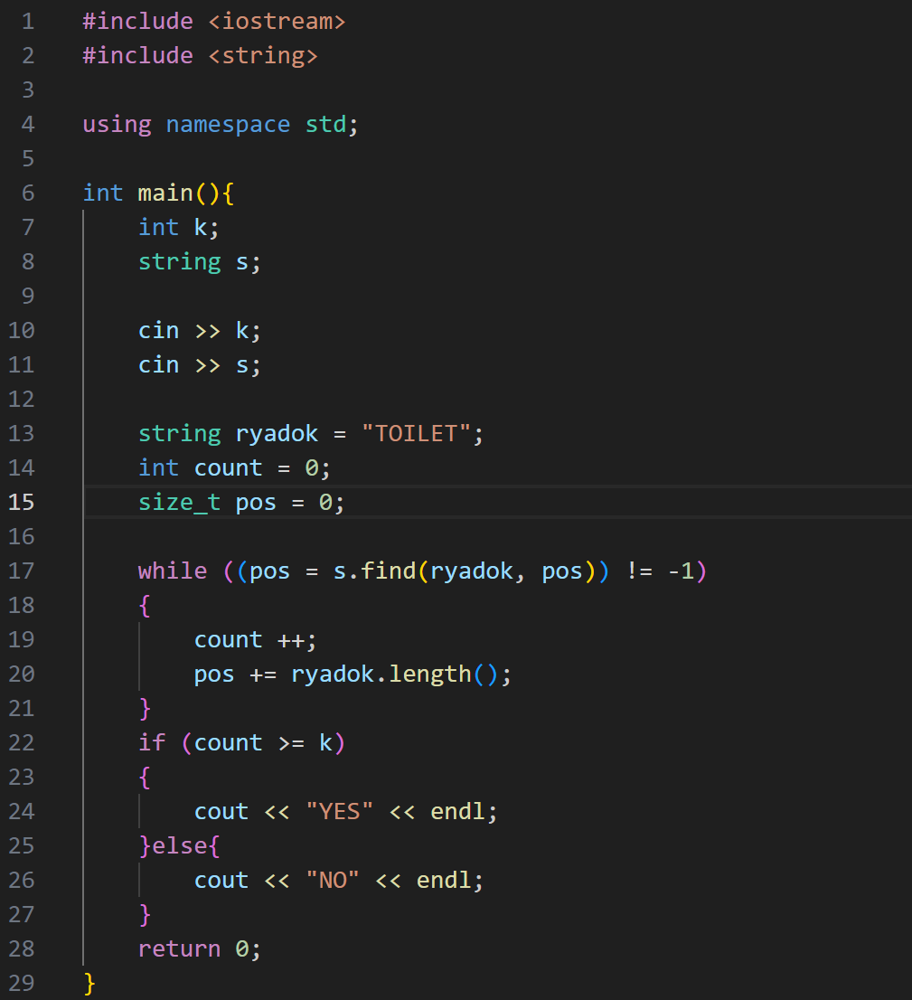 1 #include <iostream>
2 #include <string>
3
4 using namespace std;
5
6 int main(){
7     int k;
8     string s;
9
10     cin >> k;
11     cin >> s;
12
13     string ryadok = "TOILET";
14     int count = 0;
15     size_t pos = 0;
16
17     while ((pos = s.find(ryadok, pos)) != -1)
18     {
19         count ++;
20         pos += ryadok.length();
21     }
22     if (count >= k)
23     {
24         cout << "YES" << endl;
25     }else{
26         cout << "NO" << endl;
27     }
28     return 0;
29 }